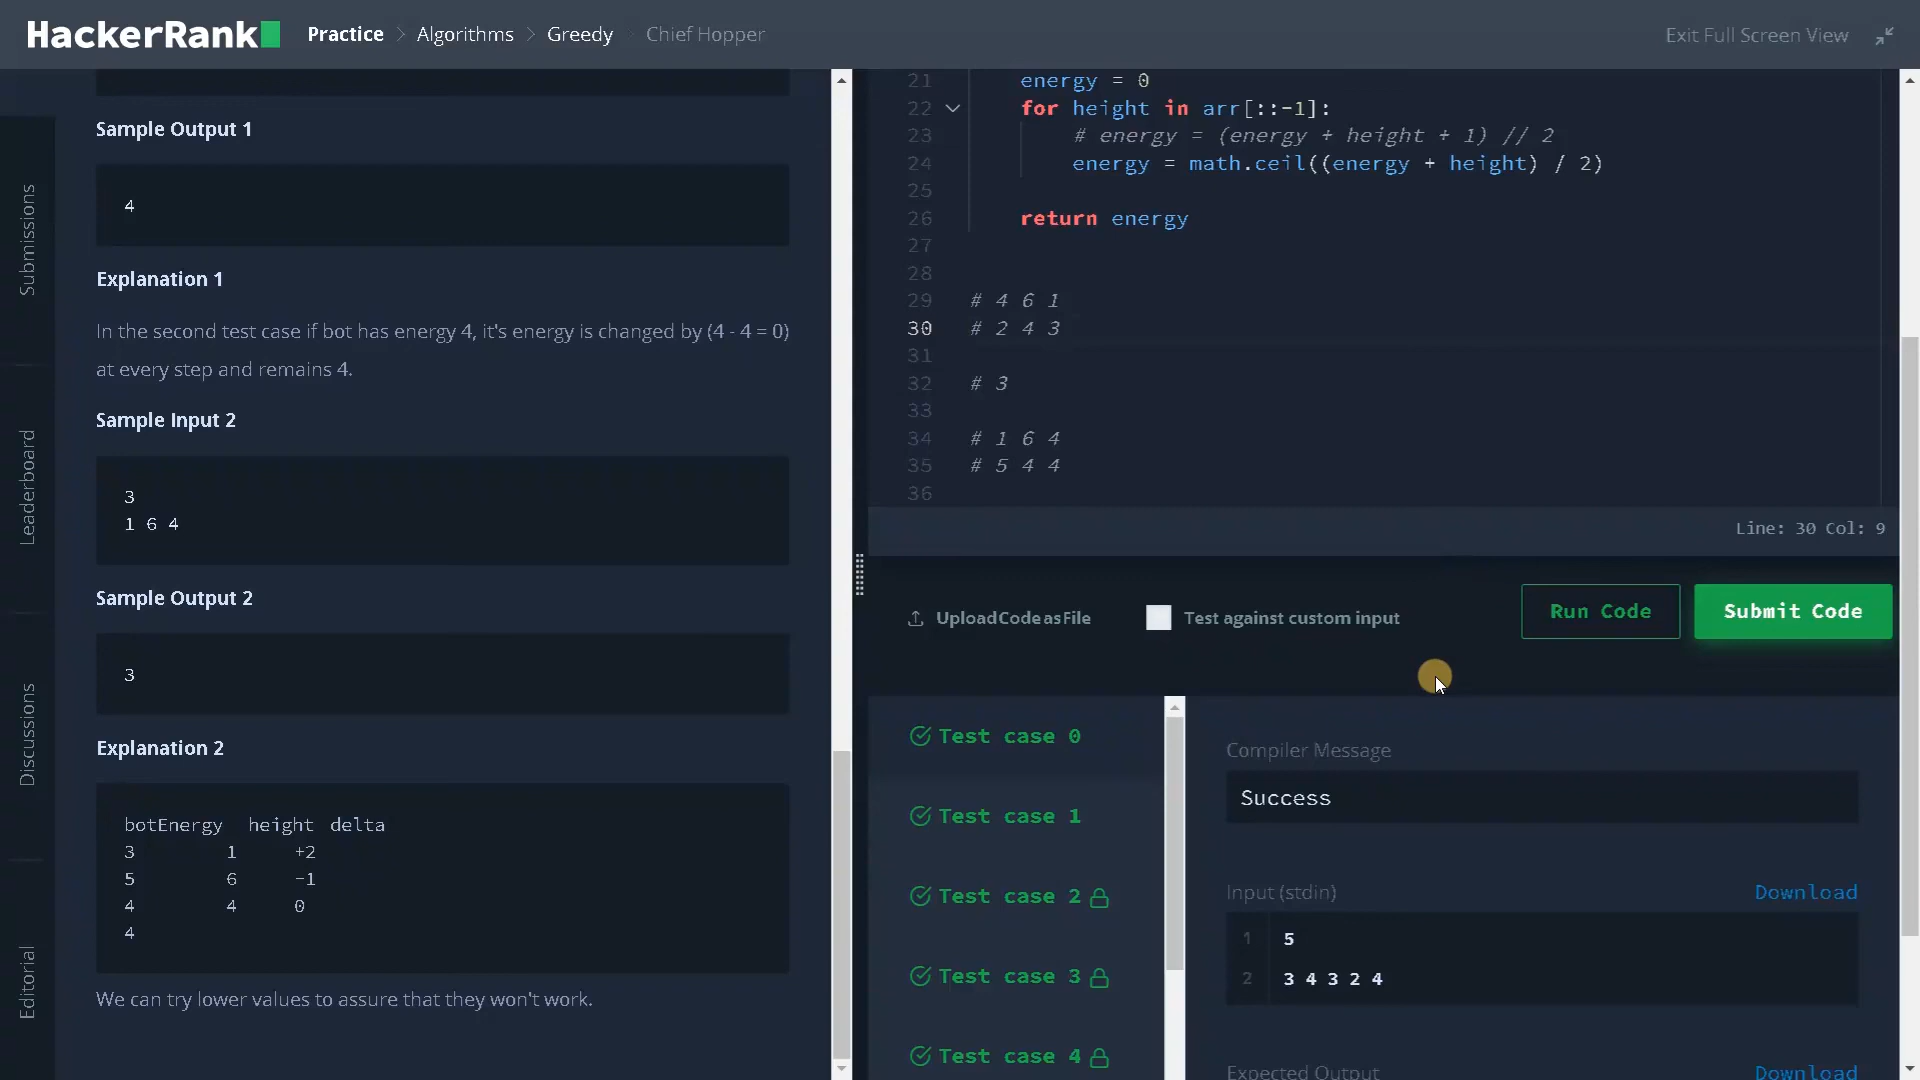 HackerRank
Practice > Algorithms > Greedy Chief Hopper
Exit Full Screen View
Submissions
Leaderboard
Discussions
Editorial
Sample Output 1
4
Explanation 1
In the second test case if bot has energy 4, it's energy is changed by (4 - 4 = 0)
at every step and remains 4.
Sample Input 2
3
1 6 4
Sample Output 2
3
Explanation 2
botEnergy height delta
3 1 +2
5 6 -1
4 4 0
4
We can try lower values to assure that they won't work.
21 energy = 0
22 for height in arr[::-1]:
23 # energy = (energy + height + 1) // 2
24 energy = math.ceil((energy + height) / 2)
25
26 return energy
27
28
29 # 4 6 1
30 # 2 4 3
31
32 # 3
33
34 # 1 6 4
35 # 5 4 4
36
Line: 30 Col: 9
Upload Code as File
Test against custom input
Run Code
Submit Code
Test case 0
Test case 1
Test case 2
Test case 3
Test case 4
Compiler Message
Success
Input (stdin)
Download
1 5
2 3 4 3 2 4
Expected Output
Download